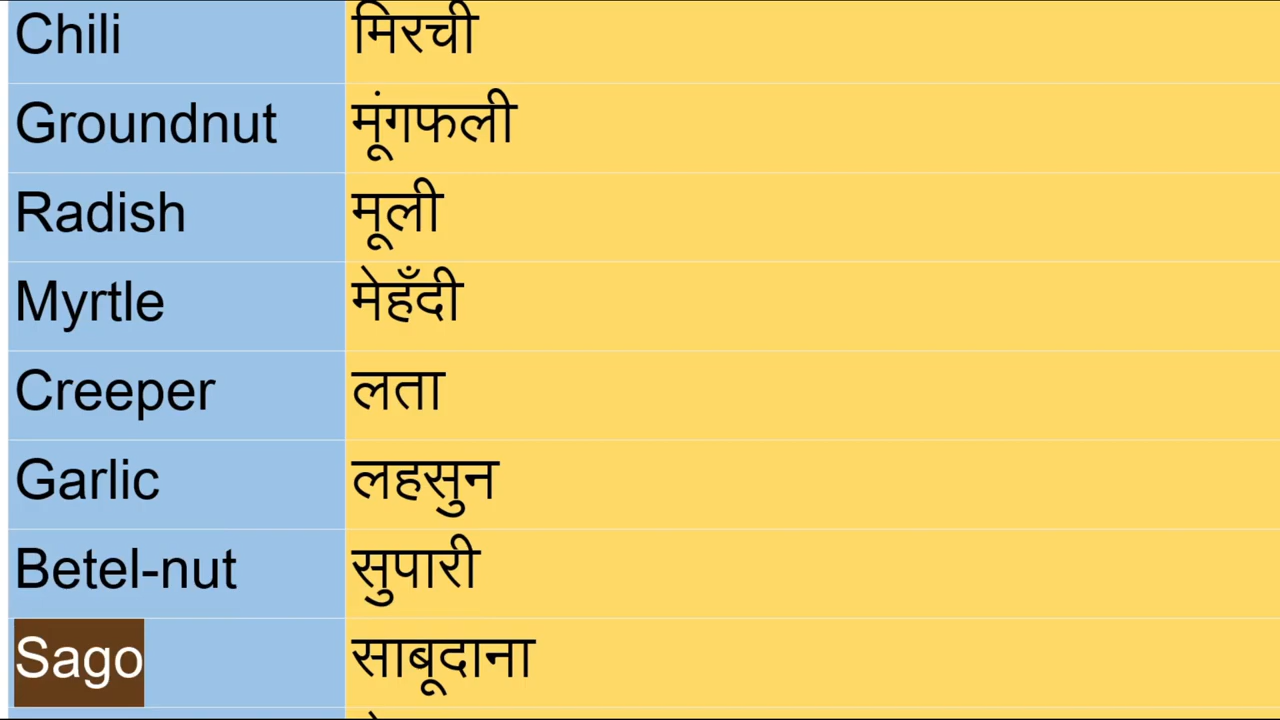 Chili मिरची
Groundnut मूंगफली
Radish मूली
Myrtle मेहँदी
Creeper लता
Garlic लहसुन
Betel-nut सुपारी
Sago साबूदाना